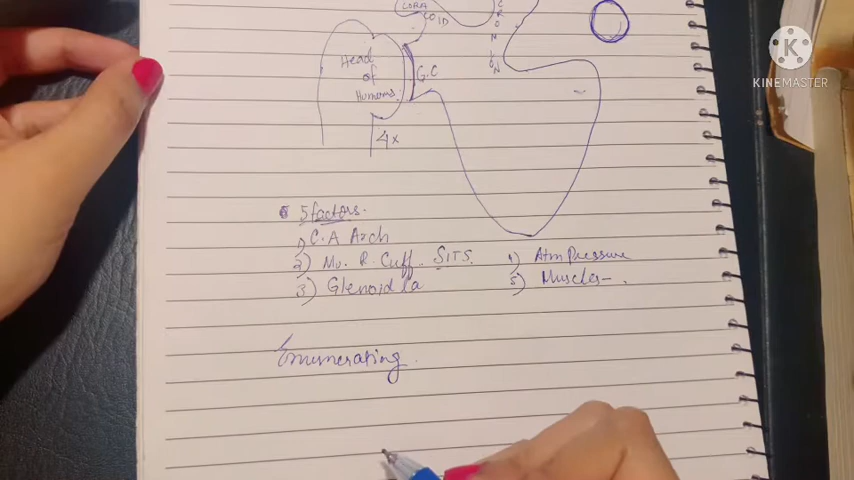 CORA
COID
CROMION
Head
of
Humerus.
G.C
4x
KINEMASTER
5 factors.
1) C.A Arch
2) Mu. R. Cuff. SITS.
3) Glenoid La
4) Atm Pressure
5) Muscles-.
Enumerating.